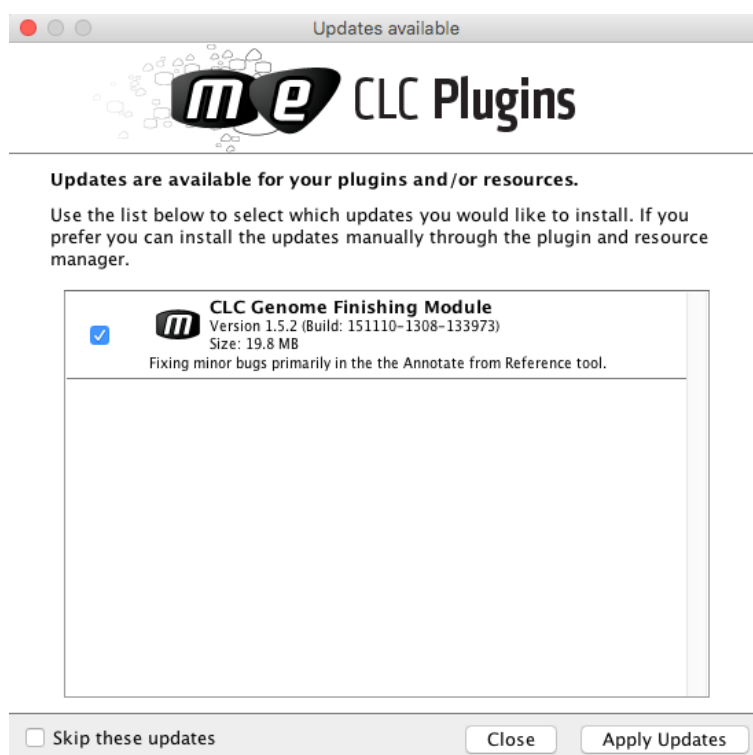 Updates available
me CLC Plugins
Updates are available for your plugins and/or resources.
Use the list below to select which updates you would like to install. If you
prefer you can install the updates manually through the plugin and resource
manager.
m
CLC Genome Finishing Module
Version 1.5.2 (Build: 151110-1308-133973)
Size: 19.8 MB
Fixing minor bugs primarily in the the Annotate from Reference tool.
Skip these updates
Close
Apply Updates